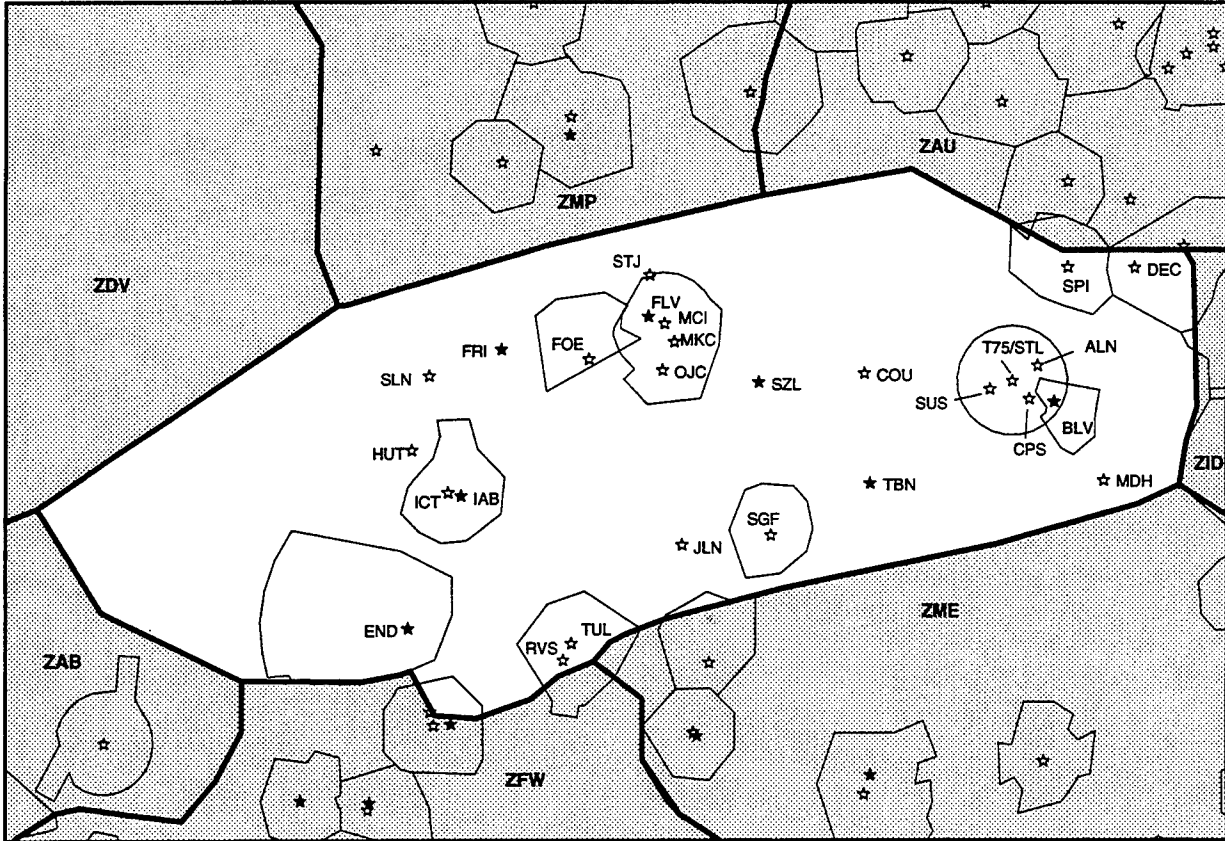 ZAU
ZMP
STJ
ZDV
DEC
SPI
FLV
MCI
MKC
FRI
FOE
T75/STL
ALN
SLN
OJC
SZL
COU
SUS
BLV
CPS
HUT
ZID
ICT
IAB
TBN
MDH
SGF
JLN
ZME
END
TUL
RVS
ZAB
ZFW